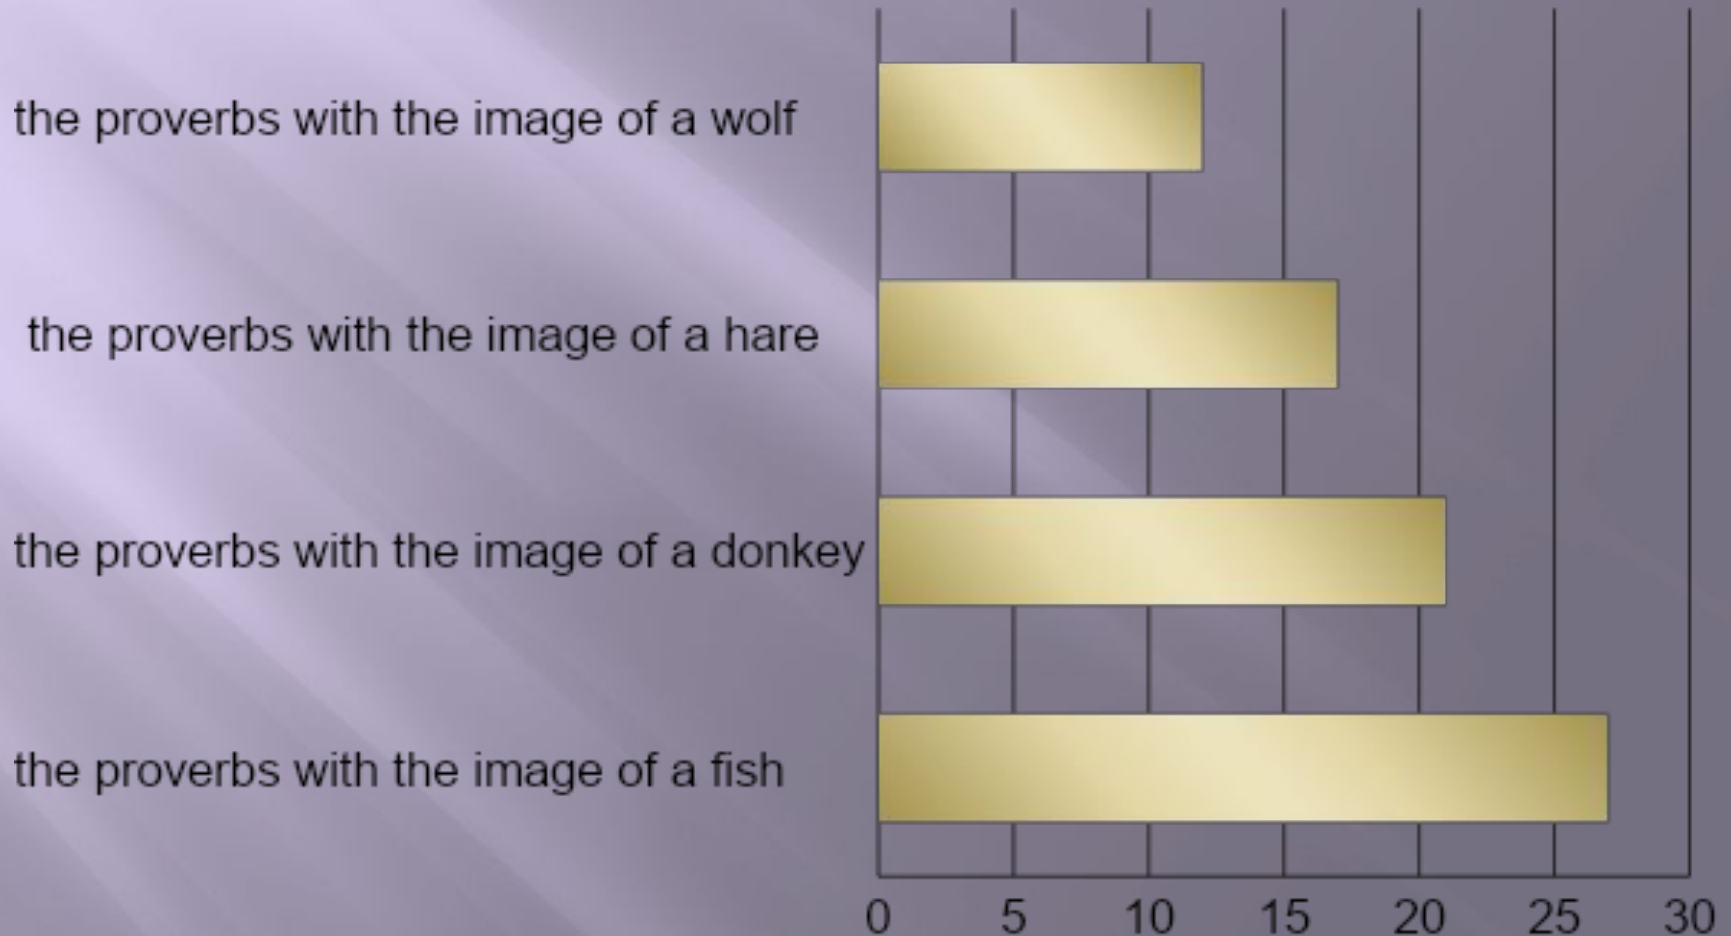 the proverbs with the image of a wolf
the proverbs with the image of a hare
the proverbs with the image of a donkey
the proverbs with the image of a fish
0 5 10 15 20 25 30